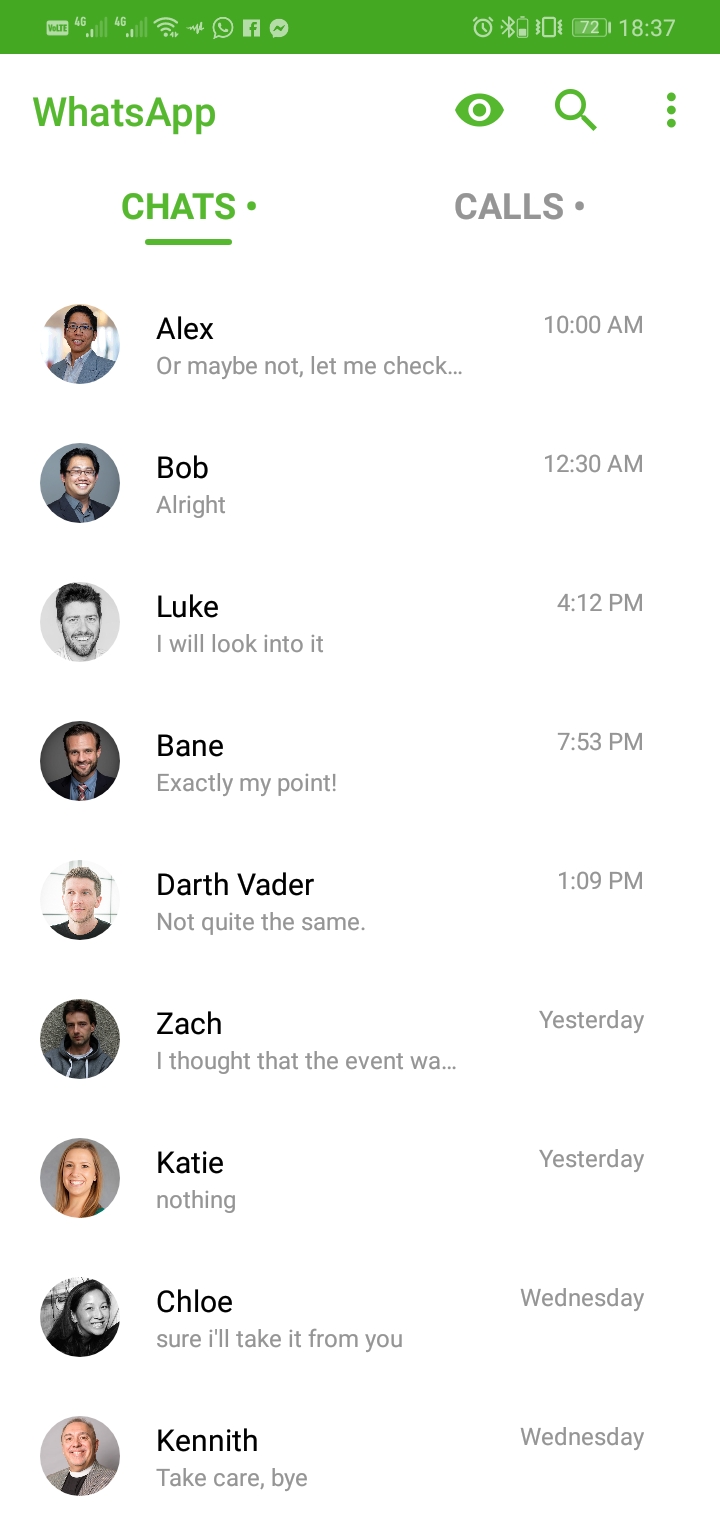 VoLTE 4G 4G 72 18:37
WhatsApp
CHATS • CALLS •
Alex 10:00 AM
Or maybe not, let me check...
Bob 12:30 AM
Alright
Luke 4:12 PM
I will look into it
Bane 7:53 PM
Exactly my point!
Darth Vader 1:09 PM
Not quite the same.
Zach Yesterday
I thought that the event wa...
Katie Yesterday
nothing
Chloe Wednesday
sure i'll take it from you
Kennith Wednesday
Take care, bye